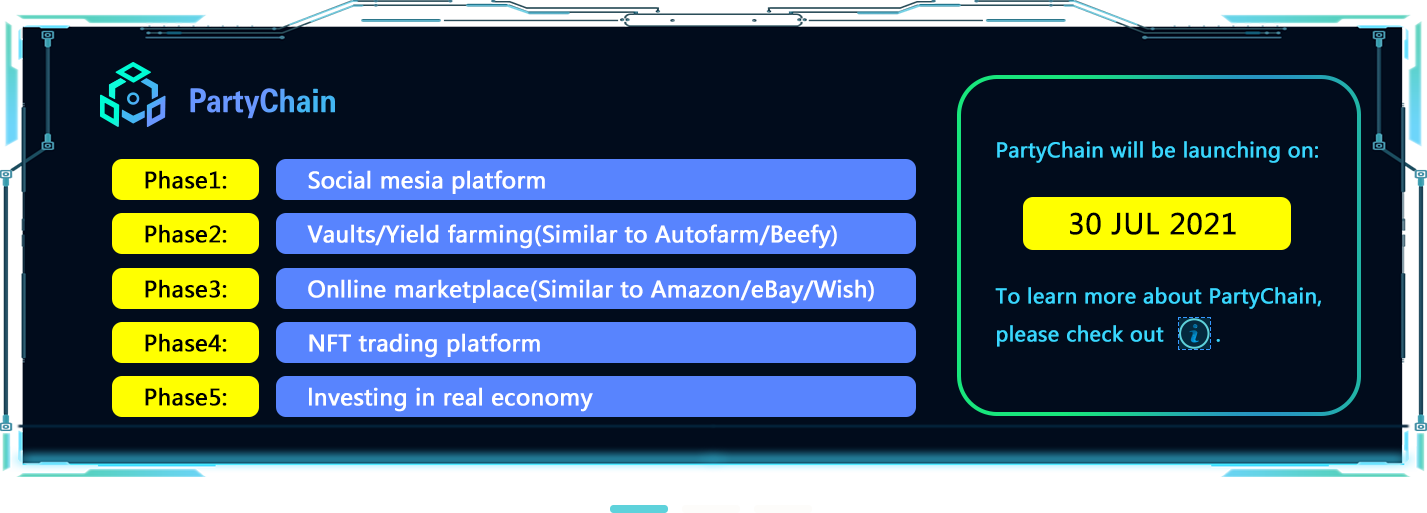 PartyChain
Phase1: Social mesia platform
Phase2: Vaults/Yield farming(Similar to Autofarm/Beefy)
Phase3: Onlline marketplace(Similar to Amazon/eBay/Wish)
Phase4: NFT trading platform
Phase5: Investing in real economy
PartyChain will be launching on:
30 JUL 2021
To learn more about PartyChain,
please check out i .